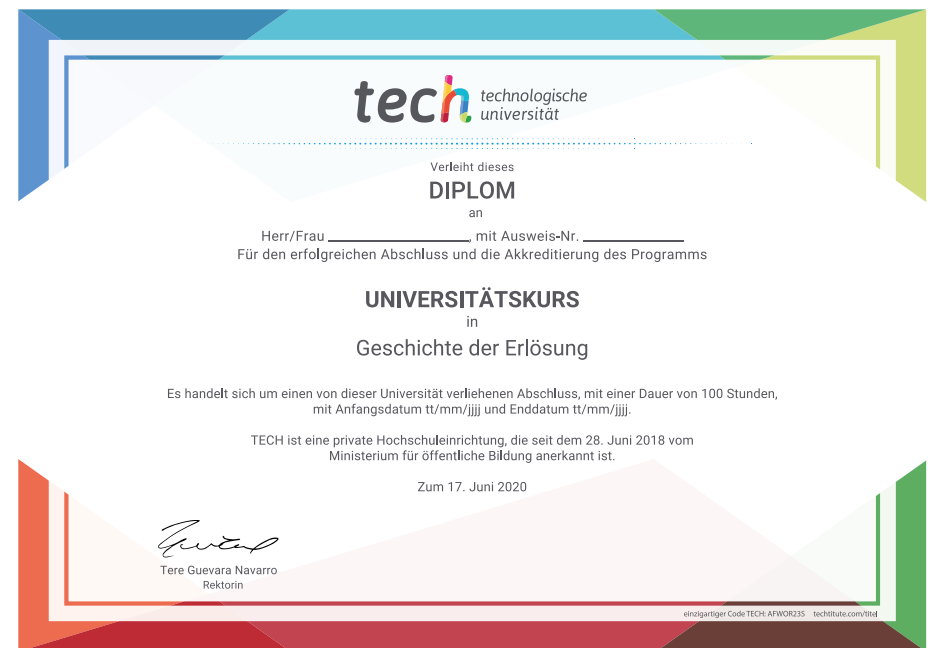 tech technologische
universität
Verleiht dieses
DIPLOM
an
Herr/Frau ____________________, mit Ausweis-Nr. ______________
Für den erfolgreichen Abschluss und die Akkreditierung des Programms
UNIVERSITÄTSKURS
in
Geschichte der Erlösung
Es handelt sich um einen von dieser Universität verliehenen Abschluss, mit einer Dauer von 100 Stunden,
mit Anfangsdatum tt/mm/jjjj und Enddatum tt/mm/jjjj.
TECH ist eine private Hochschuleinrichtung, die seit dem 28. Juni 2018 vom
Ministerium für öffentliche Bildung anerkannt ist.
Zum 17. Juni 2020
Tere Guevara Navarro
Rektorin
einzigartiger Code TECH: AFWOR23S techtitute.com/titel